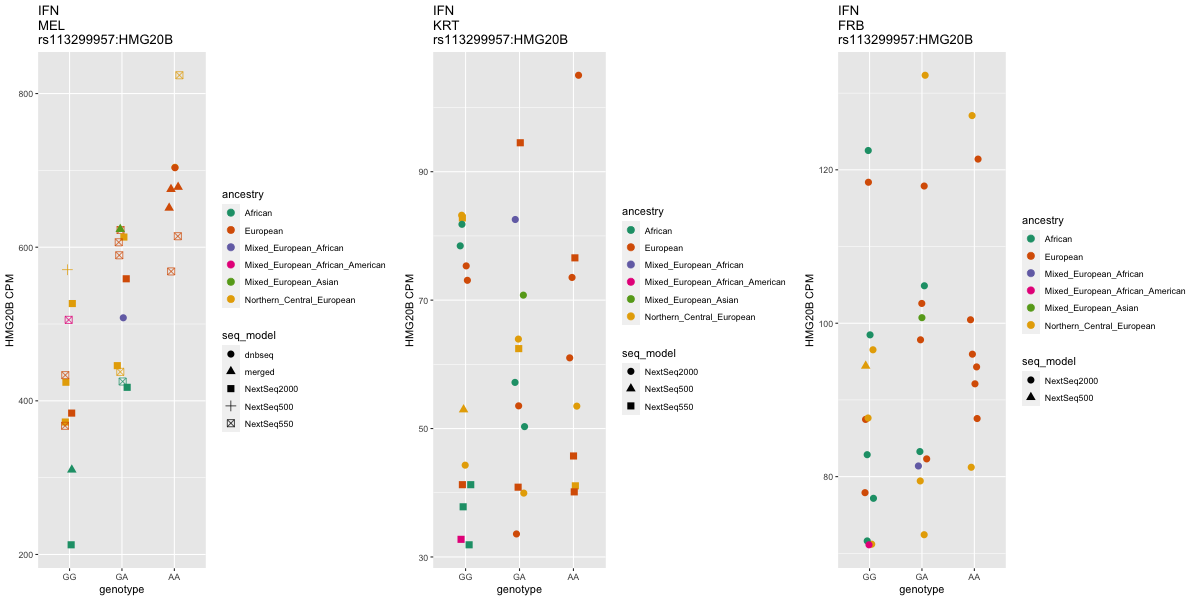 IFN
MEL
rs113299957:HMG20B
HMG20B CPM
800
600
400
200
GG
GA
AA
genotype
ancestry
African
European
Mixed_European_African
Mixed_European_African_American
Mixed_European_Asian
Northern_Central_European
seq_model
dnbseq
merged
NextSeq2000
NextSeq500
NextSeq550
IFN
KRT
rs113299957:HMG20B
HMG20B CPM
90
70
50
30
GG
GA
AA
genotype
ancestry
African
European
Mixed_European_African
Mixed_European_African_American
Mixed_European_Asian
Northern_Central_European
seq_model
NextSeq2000
NextSeq500
NextSeq550
IFN
FRB
rs113299957:HMG20B
HMG20B CPM
120
100
80
GG
GA
AA
genotype
ancestry
African
European
Mixed_European_African
Mixed_European_African_American
Mixed_European_Asian
Northern_Central_European
seq_model
NextSeq2000
NextSeq500